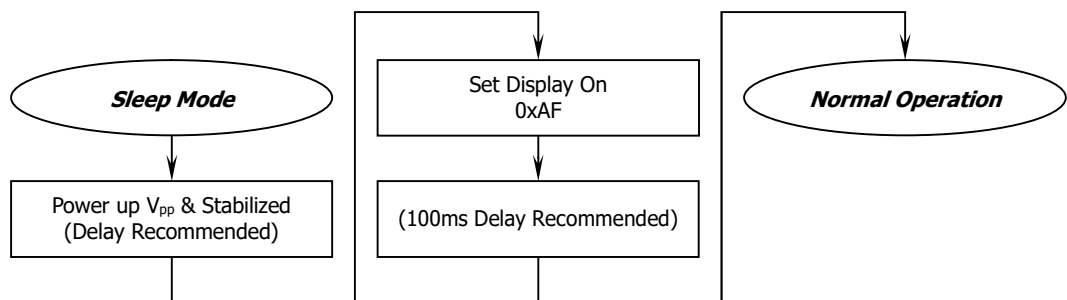 Sleep Mode
Power up Vpp & Stabilized
(Delay Recommended)
Set Display On
0xAF
(100ms Delay Recommended)
Normal Operation